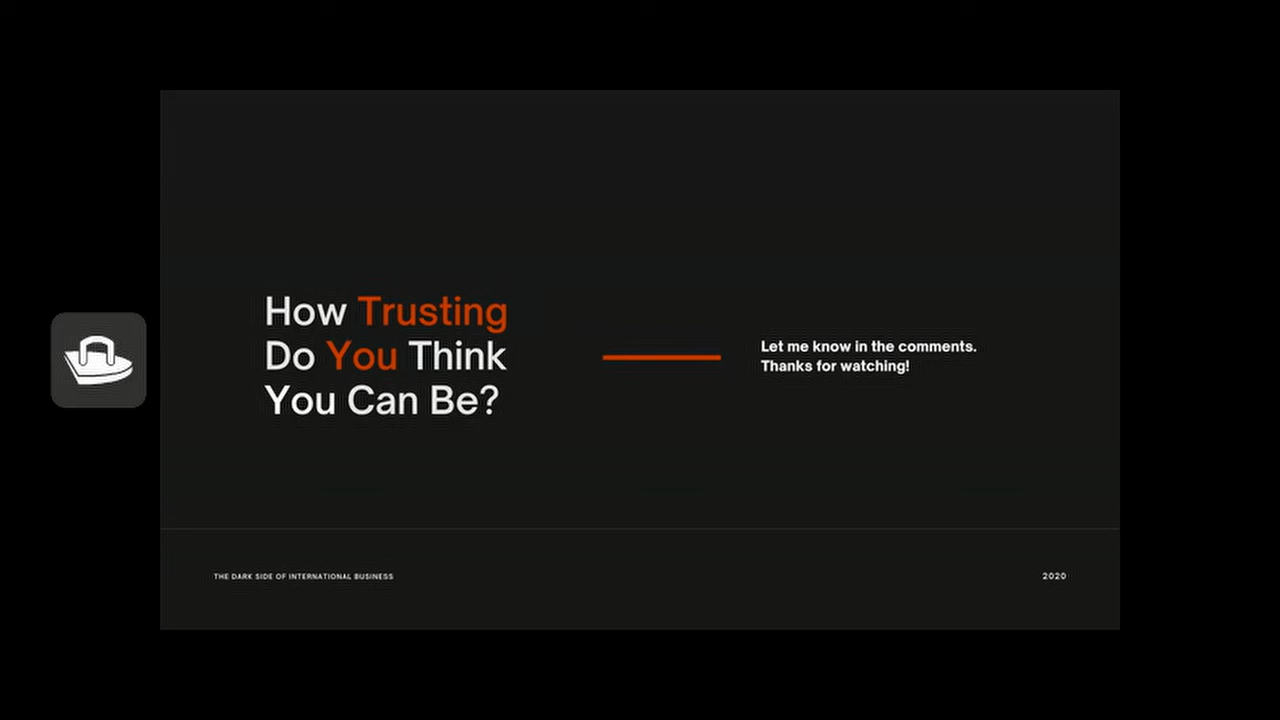 How Trusting
Do You Think
You Can Be?
Let me know in the comments.
Thanks for watching!
THE DARK SIDE OF INTERNATIONAL BUSINESS
2020